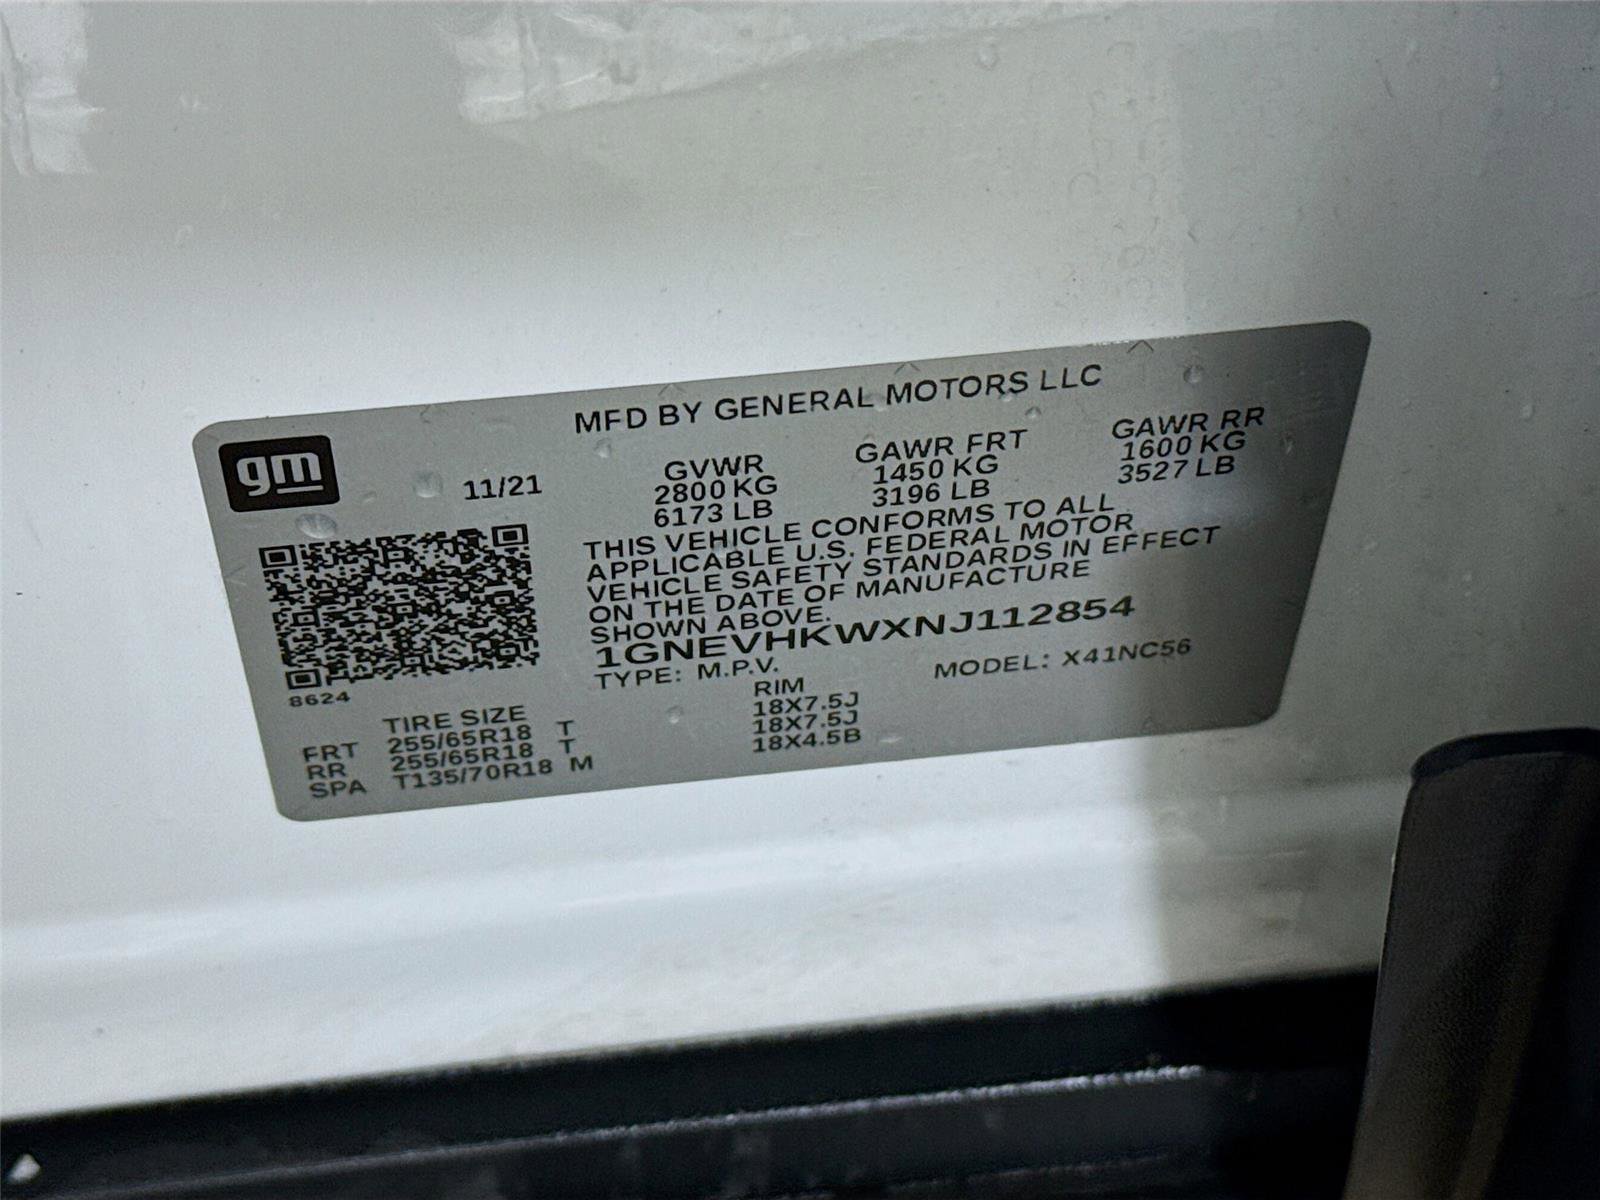 MFD BY GENERAL MOTORS LLC
gm
11/21
GVWR GAWR FRT GAWR RR
2800 KG 1450 KG 1600 KG
6173 LB 3196 LB 3527 LB
THIS VEHICLE CONFORMS TO ALL
APPLICABLE U.S. FEDERAL MOTOR
VEHICLE SAFETY STANDARDS IN EFFECT
ON THE DATE OF MANUFACTURE
SHOWN ABOVE.
1GNEVHKWXNJ112854
TYPE: M.P.V. MODEL: X41NC56
8624
TIRE SIZE RIM
FRT 255/65R18 T 18X7.5J
RR 255/65R18 T 18X7.5J
SPA T135/70R18 M 18X4.5B